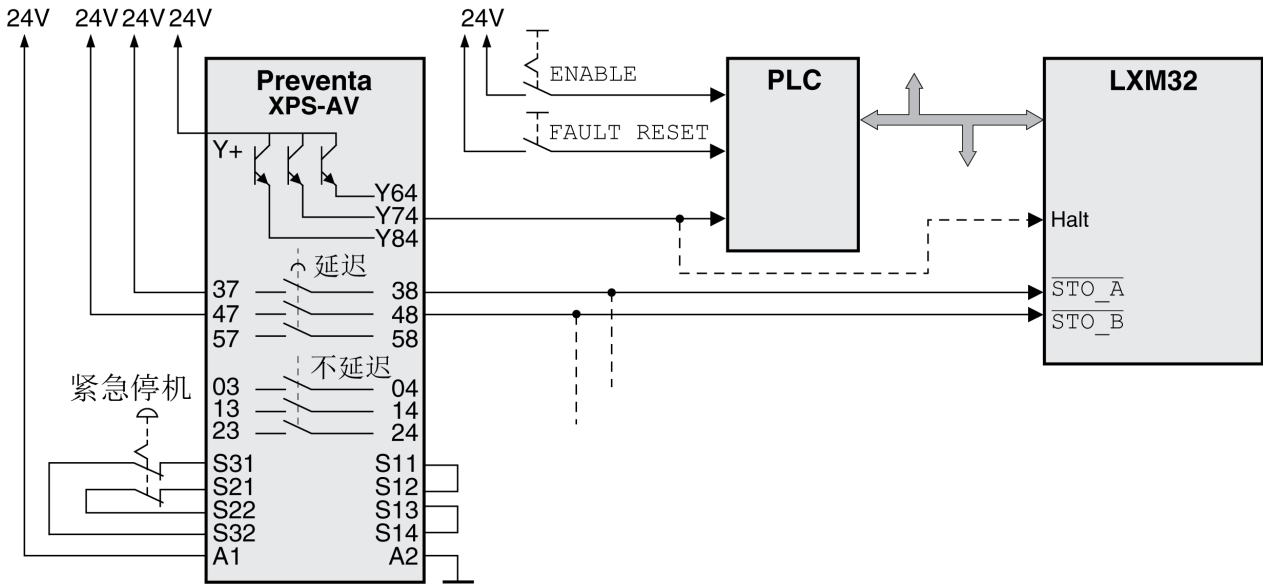 24V 24V 24V 24V 24V
Preventa
XPS-AV
Y+
Y64
Y74
Y84
延迟
37 38
47 48
57 58
不延迟
03 04
13 14
23 24
紧急停机
S31 S11
S21 S12
S22 S13
S32 S14
A1 A2
ENABLE
FAULT RESET
PLC
LXM32
Halt
STO_A
STO_B